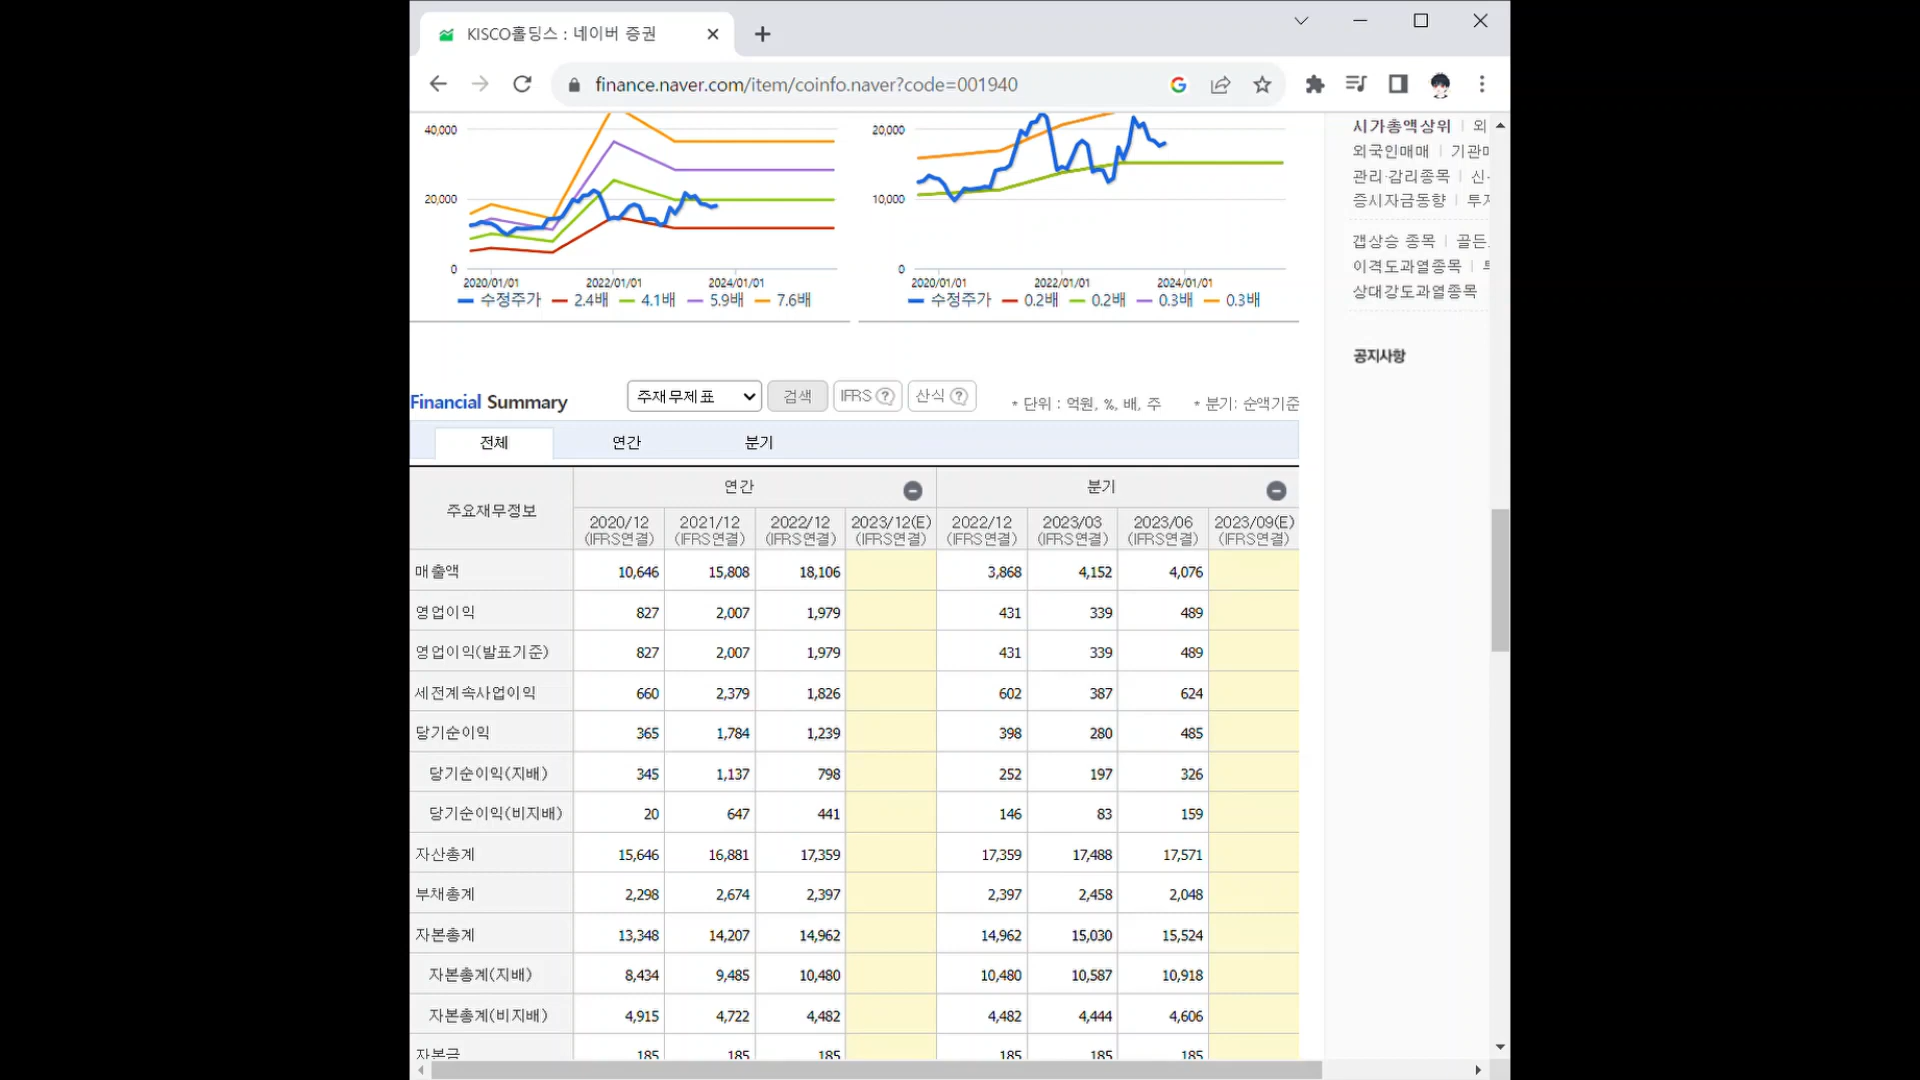 KISCO홀딩스 : 네이버 증권
finance.naver.com/item/coinfo.naver?code=001940
40,000
20,000
0
2020/01/01 2022/01/01 2024/01/01
수정주가 2.4배 4.1배 5.9배 7.6배
20,000
10,000
0
2020/01/01 2022/01/01 2024/01/01
수정주가 0.2배 0.2배 0.3배 0.3배
시가총액상위 | 외
외국인매매 | 기관
관리·감리종목 |
증시자금동향 |
갭상승 종목 |
이격도과열종목 |
상대강도과열종목
공지사항
Financial Summary
주재무제표 검색 IFRS ? 산식 ? * 단위 : 억원, %, 배, 주 * 분기: 순액기준
전체 연간 분기
주요재무정보 연간 분기
2020/12 2021/12 2022/12 2023/12(E) 2022/12 2023/03 2023/06 2023/09(E)
(IFRS연결) (IFRS연결) (IFRS연결) (IFRS연결) (IFRS연결) (IFRS연결) (IFRS연결) (IFRS연결)
매출액 10,646 15,808 18,106 3,868 4,152 4,076
영업이익 827 2,007 1,979 431 339 489
영업이익(발표기준) 827 2,007 1,979 431 339 489
세전계속사업이익 660 2,379 1,826 602 387 624
당기순이익 365 1,784 1,239 398 280 485
당기순이익(지배) 345 1,137 798 252 197 326
당기순이익(비지배) 20 647 441 146 83 159
자산총계 15,646 16,881 17,359 17,359 17,488 17,571
부채총계 2,298 2,674 2,397 2,397 2,458 2,048
자본총계 13,348 14,207 14,962 14,962 15,030 15,524
자본총계(지배) 8,434 9,485 10,480 10,480 10,587 10,918
자본총계(비지배) 4,915 4,722 4,482 4,482 4,444 4,606
자본금 185 185 185 185 185 185